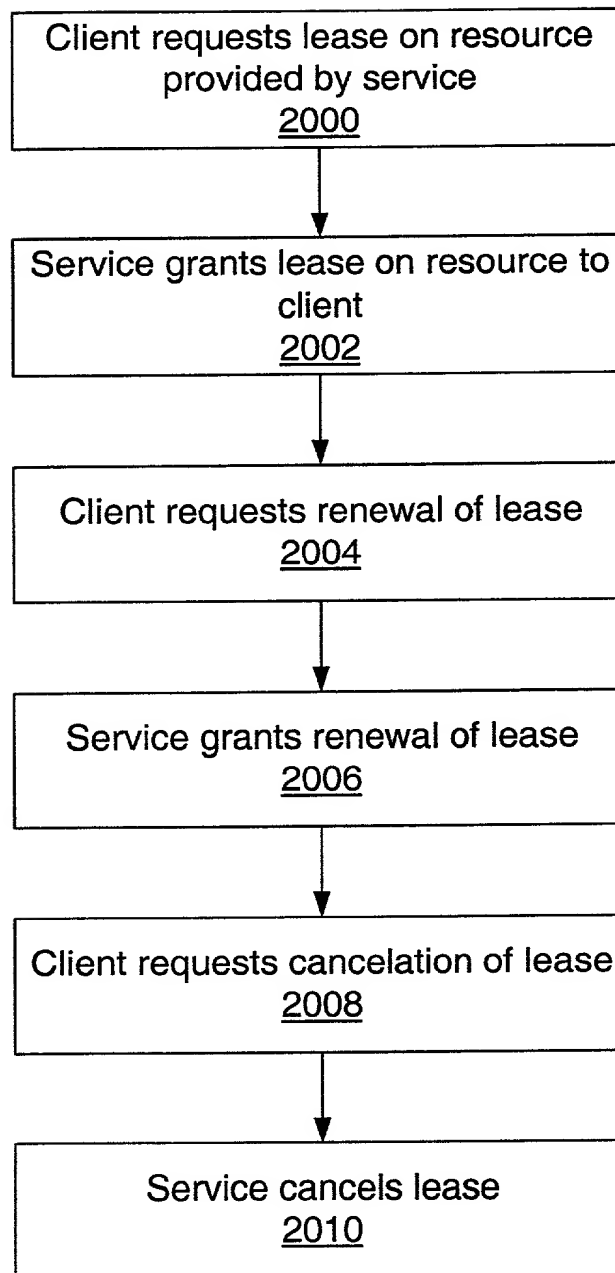 Client requests lease on resource
provided by service
2000
Service grants lease on resource to
client
2002
Client requests renewal of lease
2004
Service grants renewal of lease
2006
Client requests cancelation of lease
2008
Service cancels lease
2010